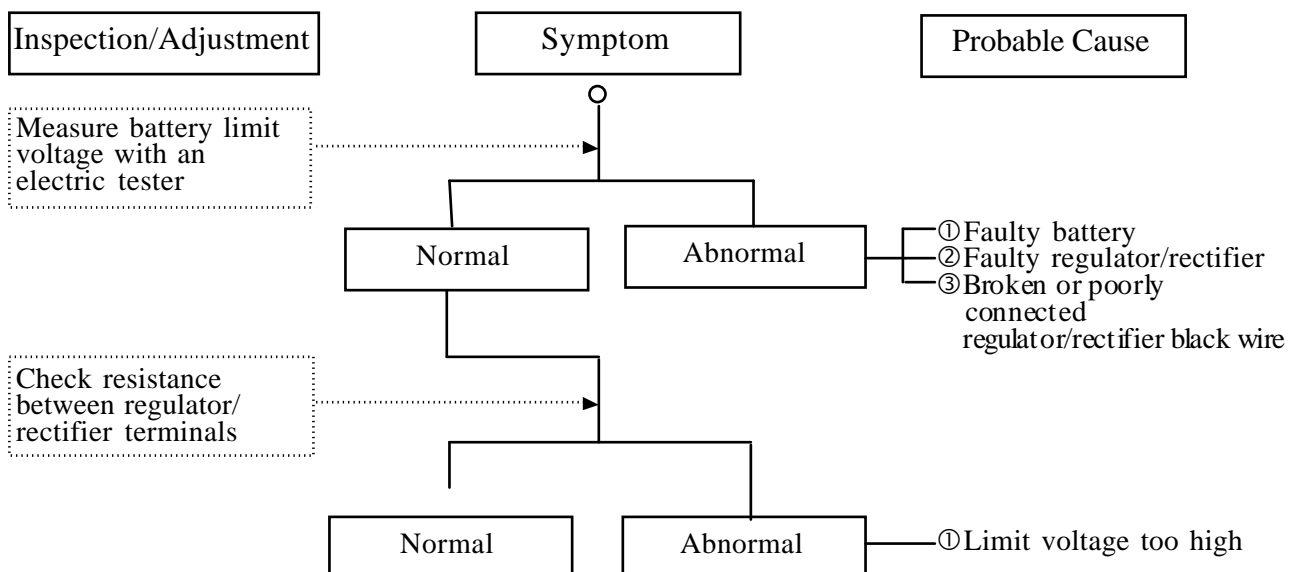 Inspection/Adjustment
Symptom
Probable Cause
Measure battery limit
voltage with an
electric tester
Normal
Abnormal
①Faulty battery
②Faulty regulator/rectifier
③Broken or poorly
connected
regulator/rectifier black wire
Check resistance
between regulator/
rectifier terminals
Normal
Abnormal
①Limit voltage too high